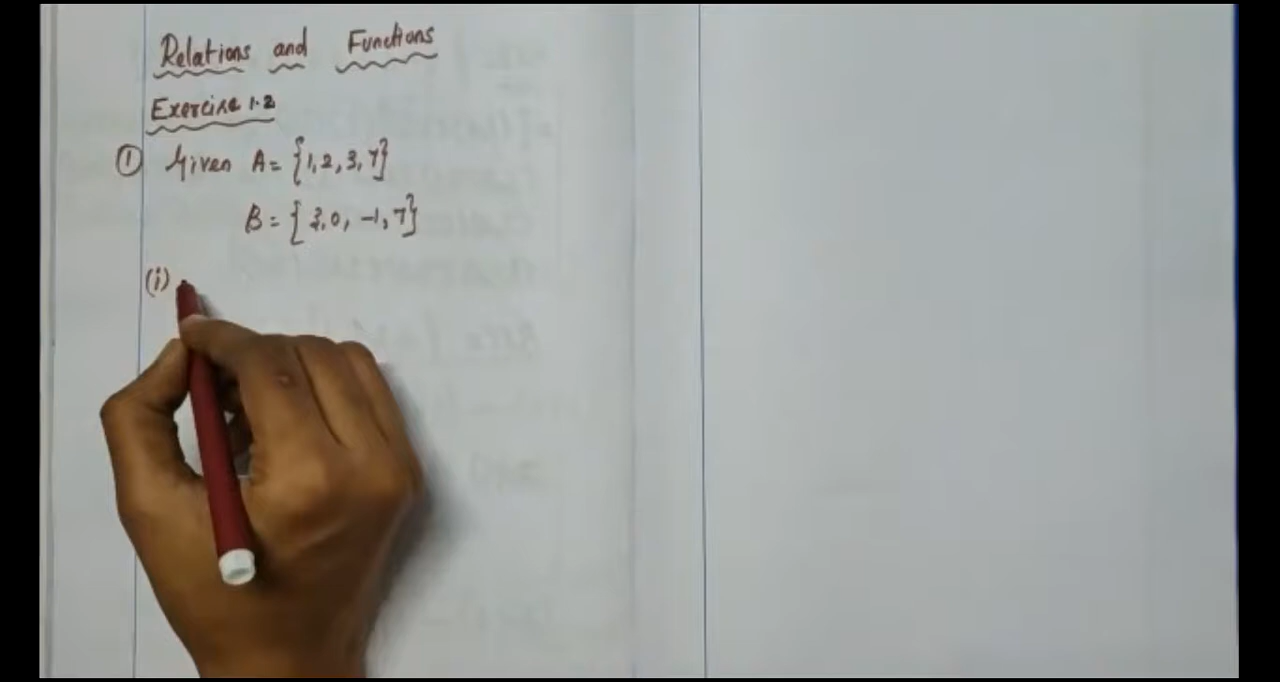 Relations and Functions
Exercise 1.2
① Given A = {1, 2, 3, 7}
B = {3, 0, -1, 7}
(i)